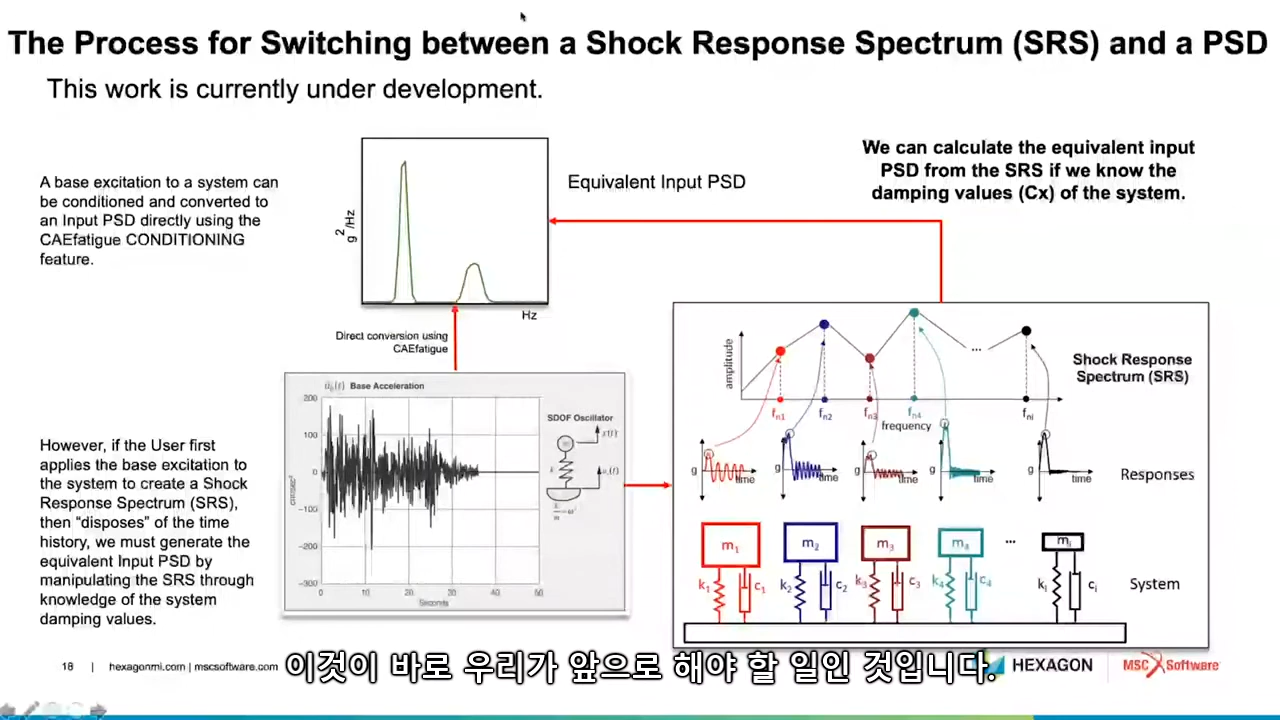 The Process for Switching between a Shock Response Spectrum (SRS) and a PSD
This work is currently under development.
A base excitation to a system can
be conditioned and converted to
an Input PSD directly using the
CAEfatigue CONDITIONING
feature.
g²/Hz
Hz
Equivalent Input PSD
We can calculate the equivalent input
PSD from the SRS if we know the
damping values (Cx) of the system.
Direct conversion using
CAEfatigue
However, if the User first
applies the base excitation to
the system to create a Shock
Response Spectrum (SRS),
then “disposes” of the time
history, we must generate the
equivalent Input PSD by
manipulating the SRS through
knowledge of the system
damping values.
Base Acceleration
200
100
0
-100
-200
-300
0 10 20 30 40 50
Seconds
SDOF Oscillator
amplitude
fn1 fn2 fn3 fn4 ... fni
frequency
Shock Response
Spectrum (SRS)
g time g time g time g time g time
Responses
m1 m2 m3 m4 ... mi
k1 c1 k2 c2 k3 c3 k4 c4 ki ci
System
18 | hexagonmi.com | mscsoftware.com
이것이 바로 우리가 앞으로 해야 할 일인 것입니다.
HEXAGON
MSC Software